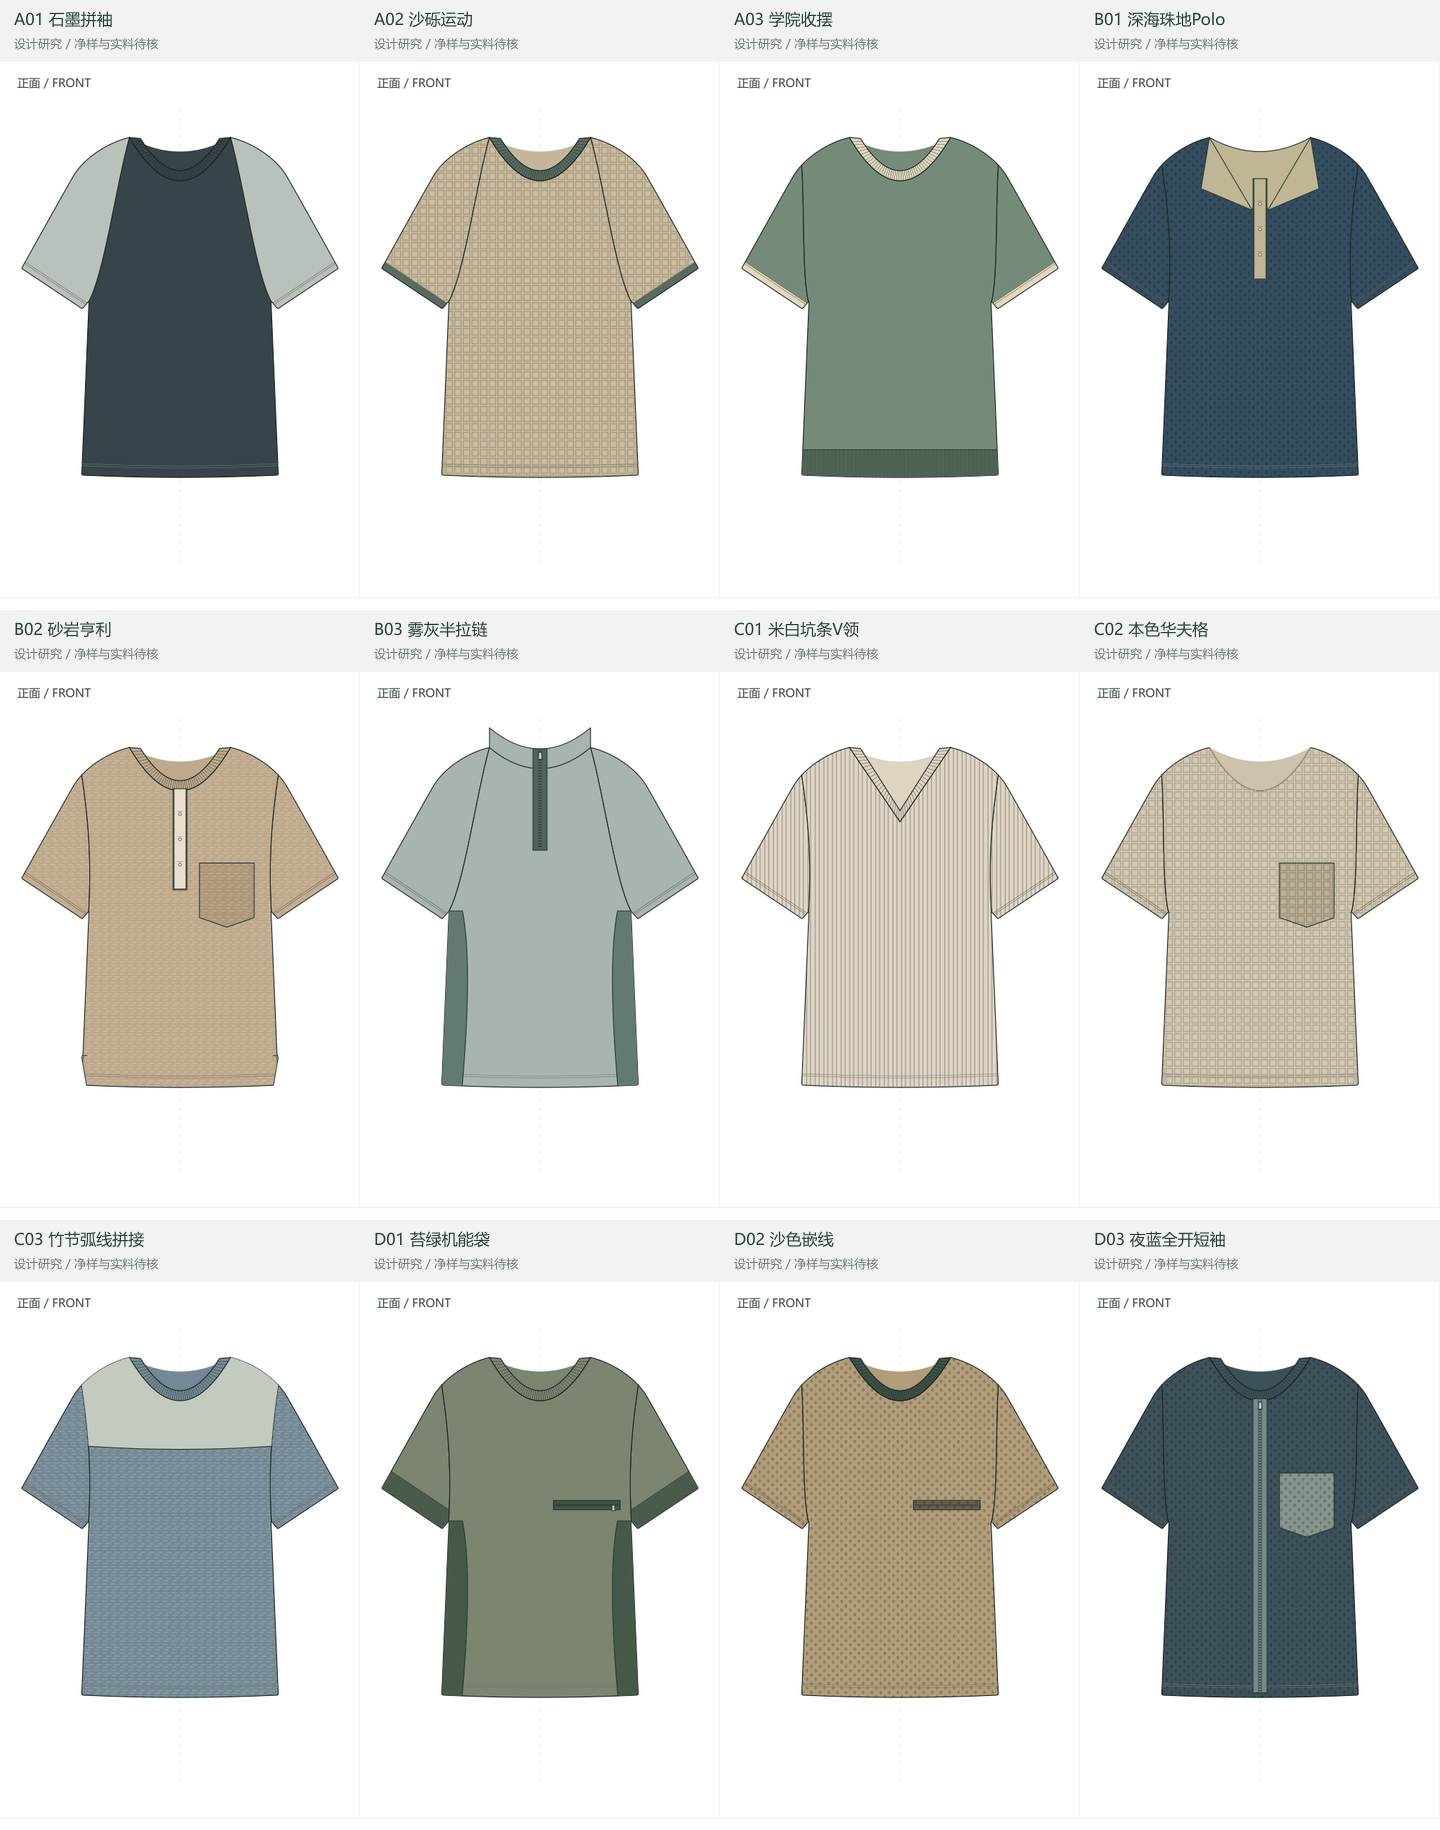 A01 石墨拼袖
设计研究 / 净样与实料待核
正面 / FRONT
A02 沙砾运动
设计研究 / 净样与实料待核
正面 / FRONT
A03 学院收摆
设计研究 / 净样与实料待核
正面 / FRONT
B01 深海珠地Polo
设计研究 / 净样与实料待核
正面 / FRONT
B02 砂岩亨利
设计研究 / 净样与实料待核
正面 / FRONT
B03 雾灰半拉链
设计研究 / 净样与实料待核
正面 / FRONT
C01 米白坑条V领
设计研究 / 净样与实料待核
正面 / FRONT
C02 本色华夫格
设计研究 / 净样与实料待核
正面 / FRONT
C03 竹节弧线拼接
设计研究 / 净样与实料待核
正面 / FRONT
D01 苔绿机能袋
设计研究 / 净样与实料待核
正面 / FRONT
D02 沙色嵌线
设计研究 / 净样与实料待核
正面 / FRONT
D03 夜蓝全开短袖
设计研究 / 净样与实料待核
正面 / FRONT